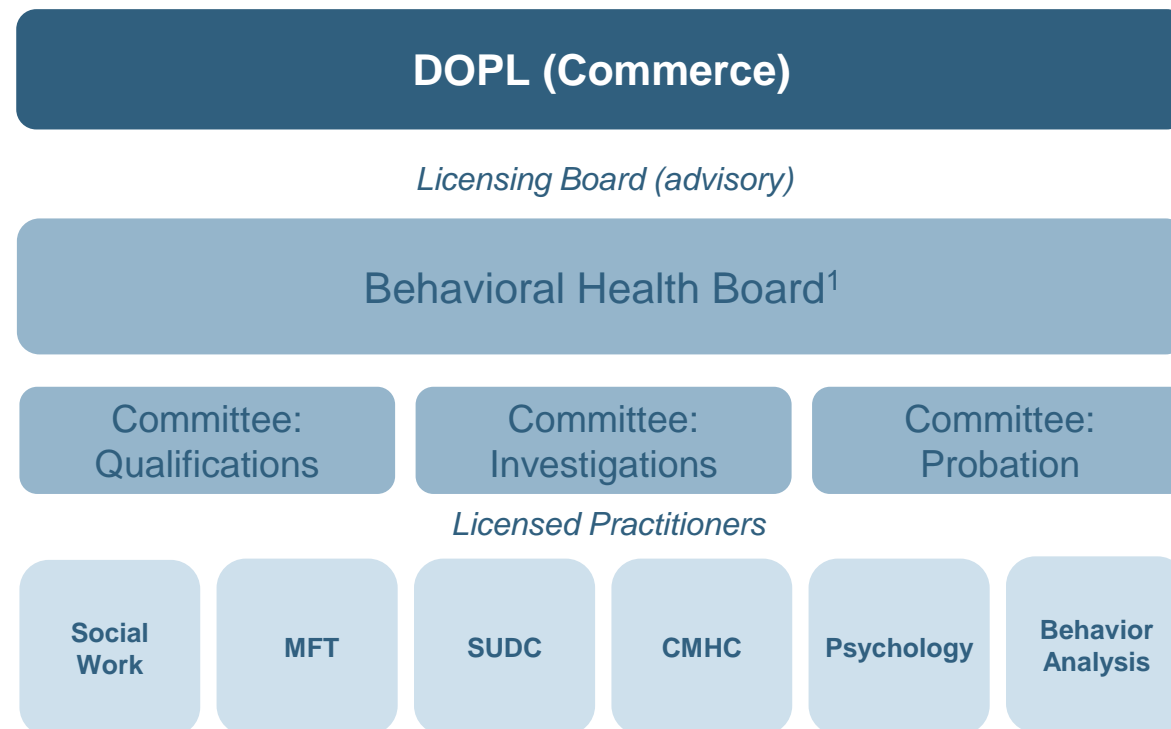 DOPL (Commerce)
Licensing Board (advisory)
Behavioral Health Board¹
Committee:
Qualifications
Committee:
Investigations
Committee:
Probation
Licensed Practitioners
Social
Work
MFT
SUDC
CMHC
Psychology
Behavior
Analysis